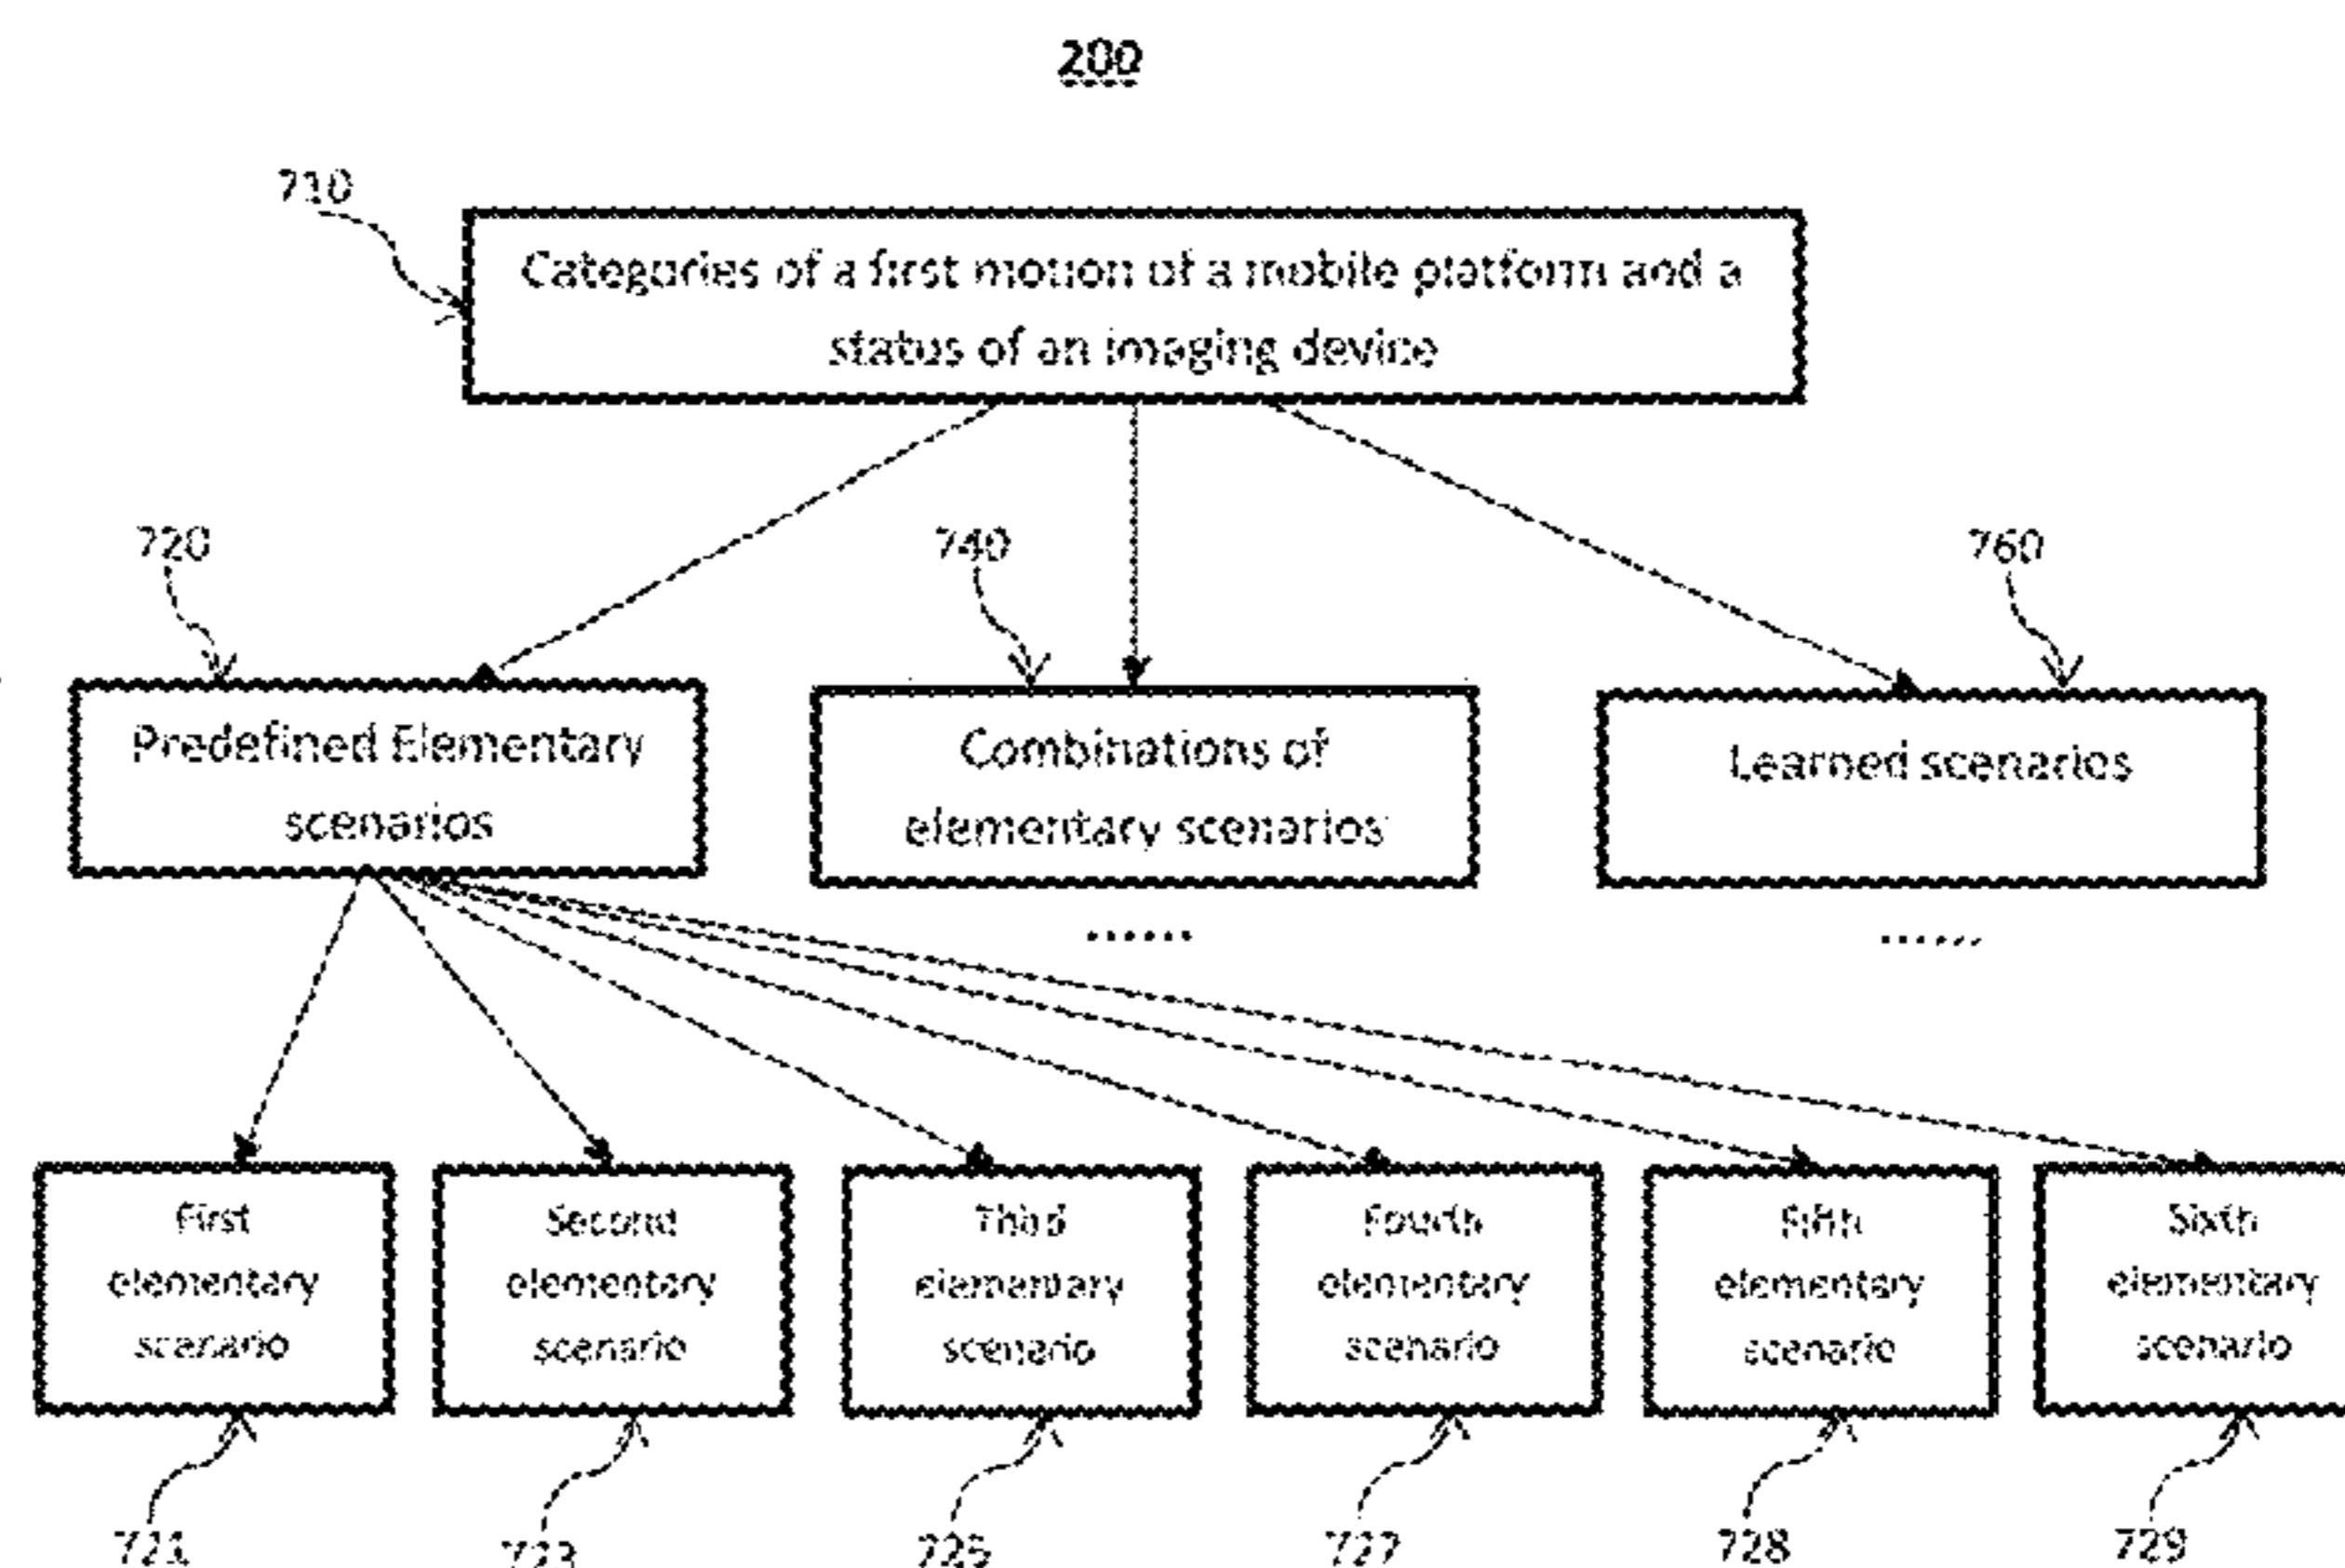 200
710
Categories of a first motion of a mobile platform and a
status of an imaging device
720
740
760
Predefined Elementary
scenarios
Combinations of
elementary scenarios
Learned scenarios
......
......
First
elementary
scenario
Second
elementary
scenario
Third
elementary
scenario
Fourth
elementary
scenario
Fifth
elementary
scenario
Sixth
elementary
scenario
721
723
725
727
728
729